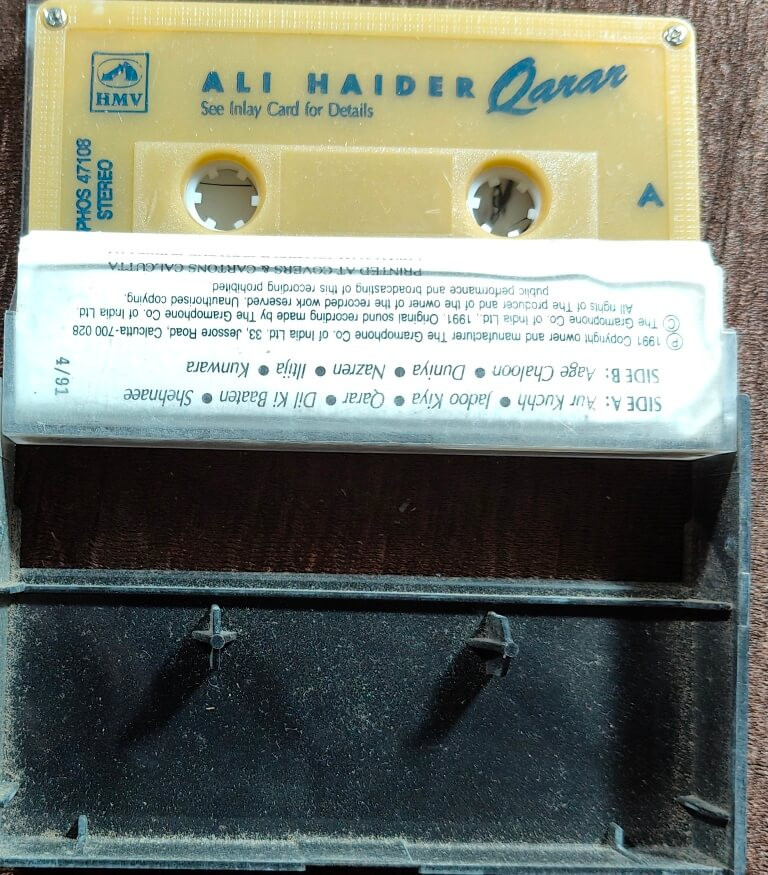 HMV
ALI HAIDER Qarar
See Inlay Card for Details
PHOS 47108
STEREO
A
SIDE A: Aur Kuchh • Jadoo Kiya • Qarar • Dil Ki Baaten • Shehnaee
SIDE B: Aage Chaloon • Duniya • Nazren • Iltija • Kunwara
4/91
Ⓟ 1991 Copyright owner and manufacturer The Gramophone Co. of India Ltd. 33, Jessore Road, Calcutta-700 028
© The Gramophone Co. of India Ltd., 1991. Original sound recording made by The Gramophone Co. of India Ltd
All rights of The producer and of the owner of the recorded work reserved. Unauthorised copying,
public performance and broadcasting of this recording prohibited
PRINTED AT COVERS & CARTONS CALCUTTA